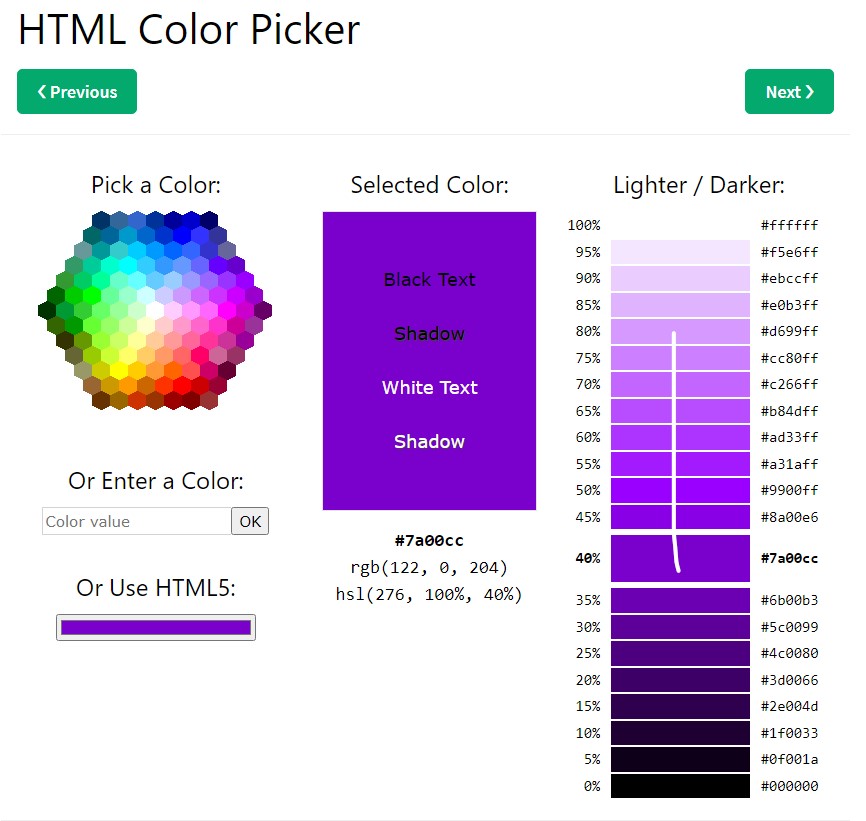 HTML Color Picker
❮ Previous
Next ❯
Pick a Color:
Or Enter a Color:
Color value OK
Or Use HTML5:
Selected Color:
Black Text
Shadow
White Text
Shadow
#7a00cc
rgb(122, 0, 204)
hsl(276, 100%, 40%)
Lighter / Darker:
100% #ffffff
95% #f5e6ff
90% #ebccff
85% #e0b3ff
80% #d699ff
75% #cc80ff
70% #c266ff
65% #b84dff
60% #ad33ff
55% #a31aff
50% #9900ff
45% #8a00e6
40% #7a00cc
35% #6b00b3
30% #5c0099
25% #4c0080
20% #3d0066
15% #2e004d
10% #1f0033
5% #0f001a
0% #000000